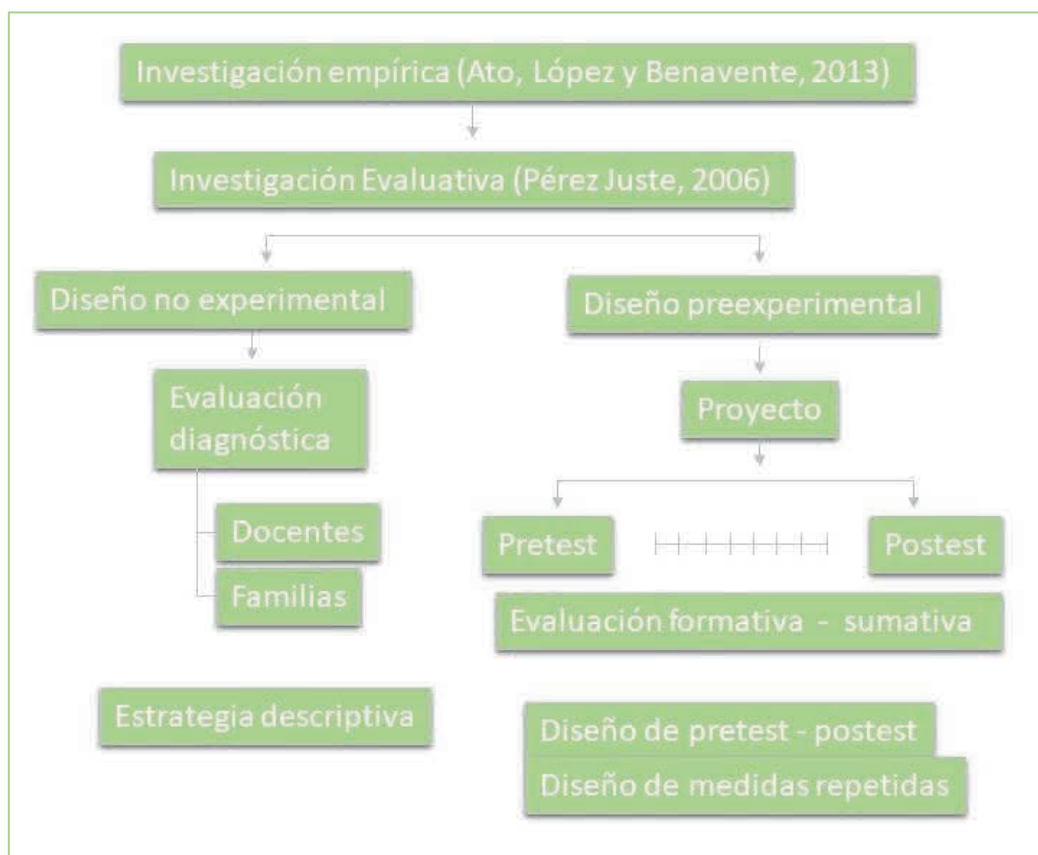 Investigación empírica (Ato, López y Benavente, 2013)
Investigación Evaluativa (Pérez Juste, 2006)
Diseño no experimental
Diseño preexperimental
Evaluación
diagnóstica
Proyecto
Docentes
Familias
Pretest
Postest
Evaluación formativa - sumativa
Estrategia descriptiva
Diseño de pretest - postest
Diseño de medidas repetidas